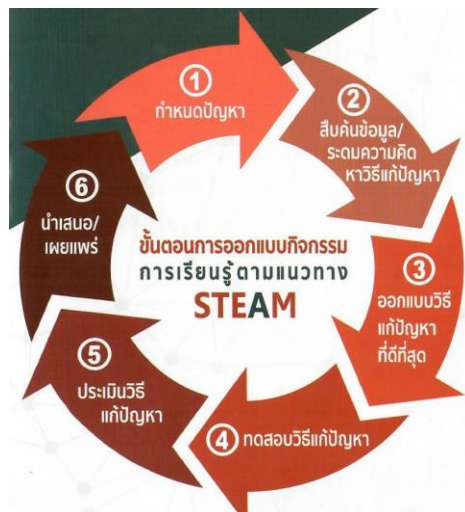 ① กำหนดปัญหา
② สืบค้นข้อมูล/
ระดมความคิด
หาวิธีแก้ปัญหา
③ ออกแบบวิธี
แก้ปัญหา
ที่ดีที่สุด
④ ทดสอบวิธีแก้ปัญหา
⑤ ประเมินวิธี
แก้ปัญหา
⑥ นำเสนอ/
เผยแพร่
ขั้นตอนการออกแบบกิจกรรม
การเรียนรู้ตามแนวทาง
STEAM